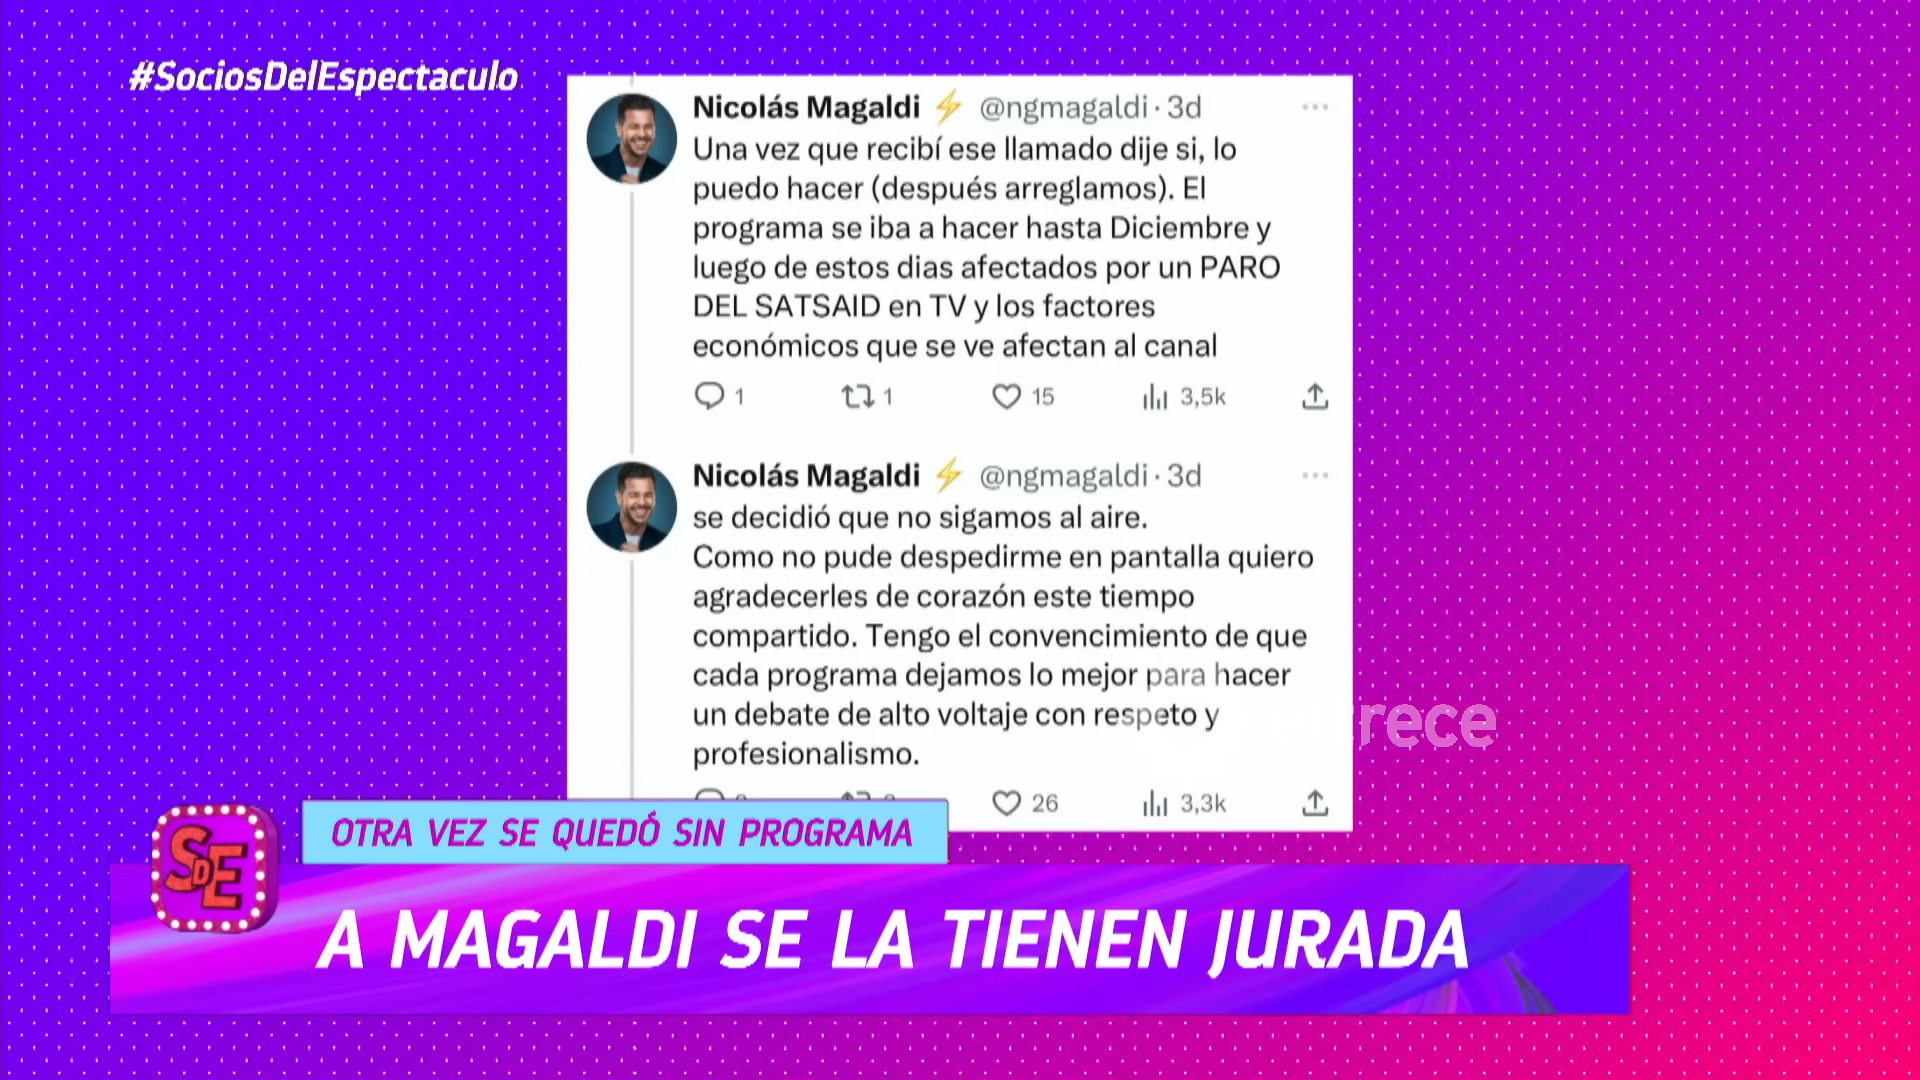 #SociosDelEspectaculo
Nicolás Magaldi ⚡ @ngmagaldi · 3d
Una vez que recibí ese llamado dije si, lo
puedo hacer (después arreglamos). El
programa se iba a hacer hasta Diciembre y
luego de estos dias afectados por un PARO
DEL SATSAID en TV y los factores
económicos que se ve afectan al canal
1 1 15 3,5k
Nicolás Magaldi ⚡ @ngmagaldi · 3d
se decidió que no sigamos al aire.
Como no pude despedirme en pantalla quiero
agradecerles de corazón este tiempo
compartido. Tengo el convencimiento de que
cada programa dejamos lo mejor para hacer
un debate de alto voltaje con respeto y
profesionalismo.
26 3,3k
OTRA VEZ SE QUEDÓ SIN PROGRAMA
SDE
A MAGALDI SE LA TIENEN JURADA